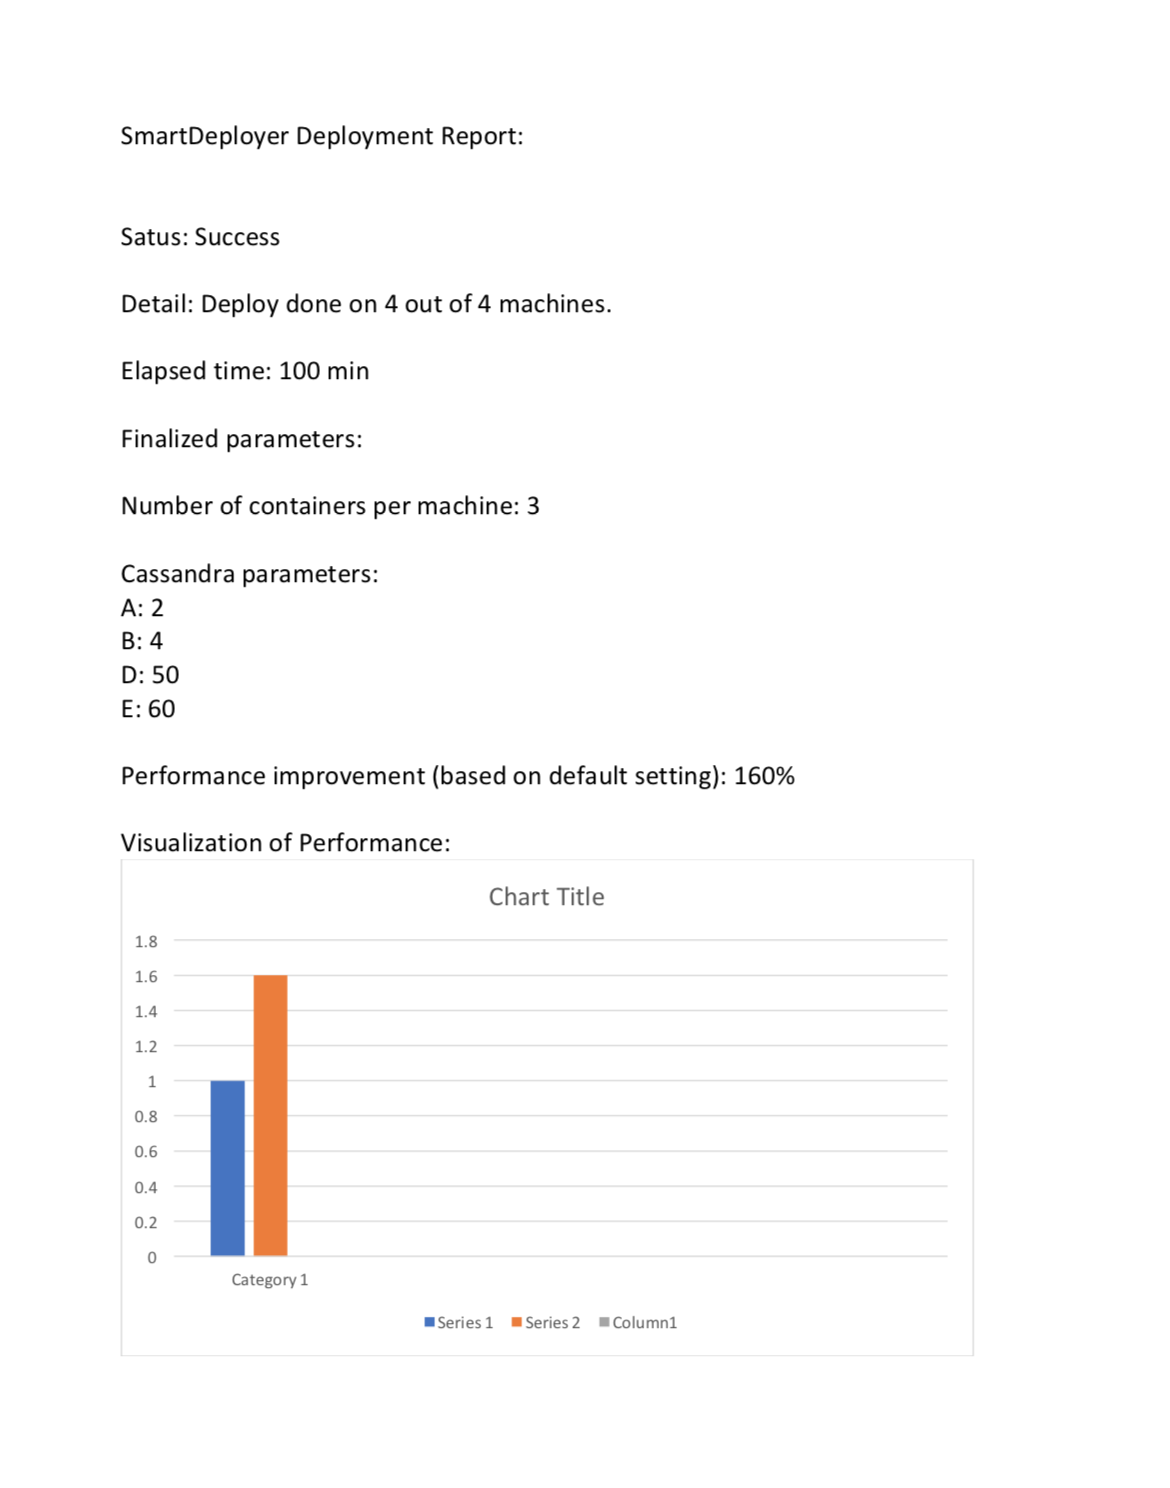 SmartDeployer Deployment Report:
Satus: Success
Detail: Deploy done on 4 out of 4 machines.
Elapsed time: 100 min
Finalized parameters:
Number of containers per machine: 3
Cassandra parameters:
A: 2
B: 4
D: 50
E: 60
Performance improvement (based on default setting): 160%
Visualization of Performance:
Chart Title
1.8
1.6
1.4
1.2
1
0.8
0.6
0.4
0.2
0
Category 1
Series 1 Series 2 Column1